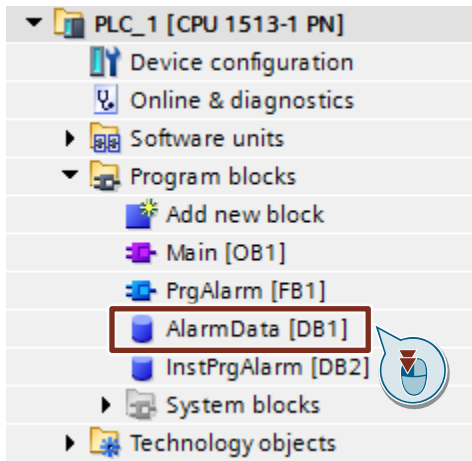 PLC_1 [CPU 1513-1 PN]
Device configuration
Online & diagnostics
Software units
Program blocks
Add new block
Main [OB1]
PrgAlarm [FB1]
AlarmData [DB1]
InstPrgAlarm [DB2]
System blocks
Technology objects